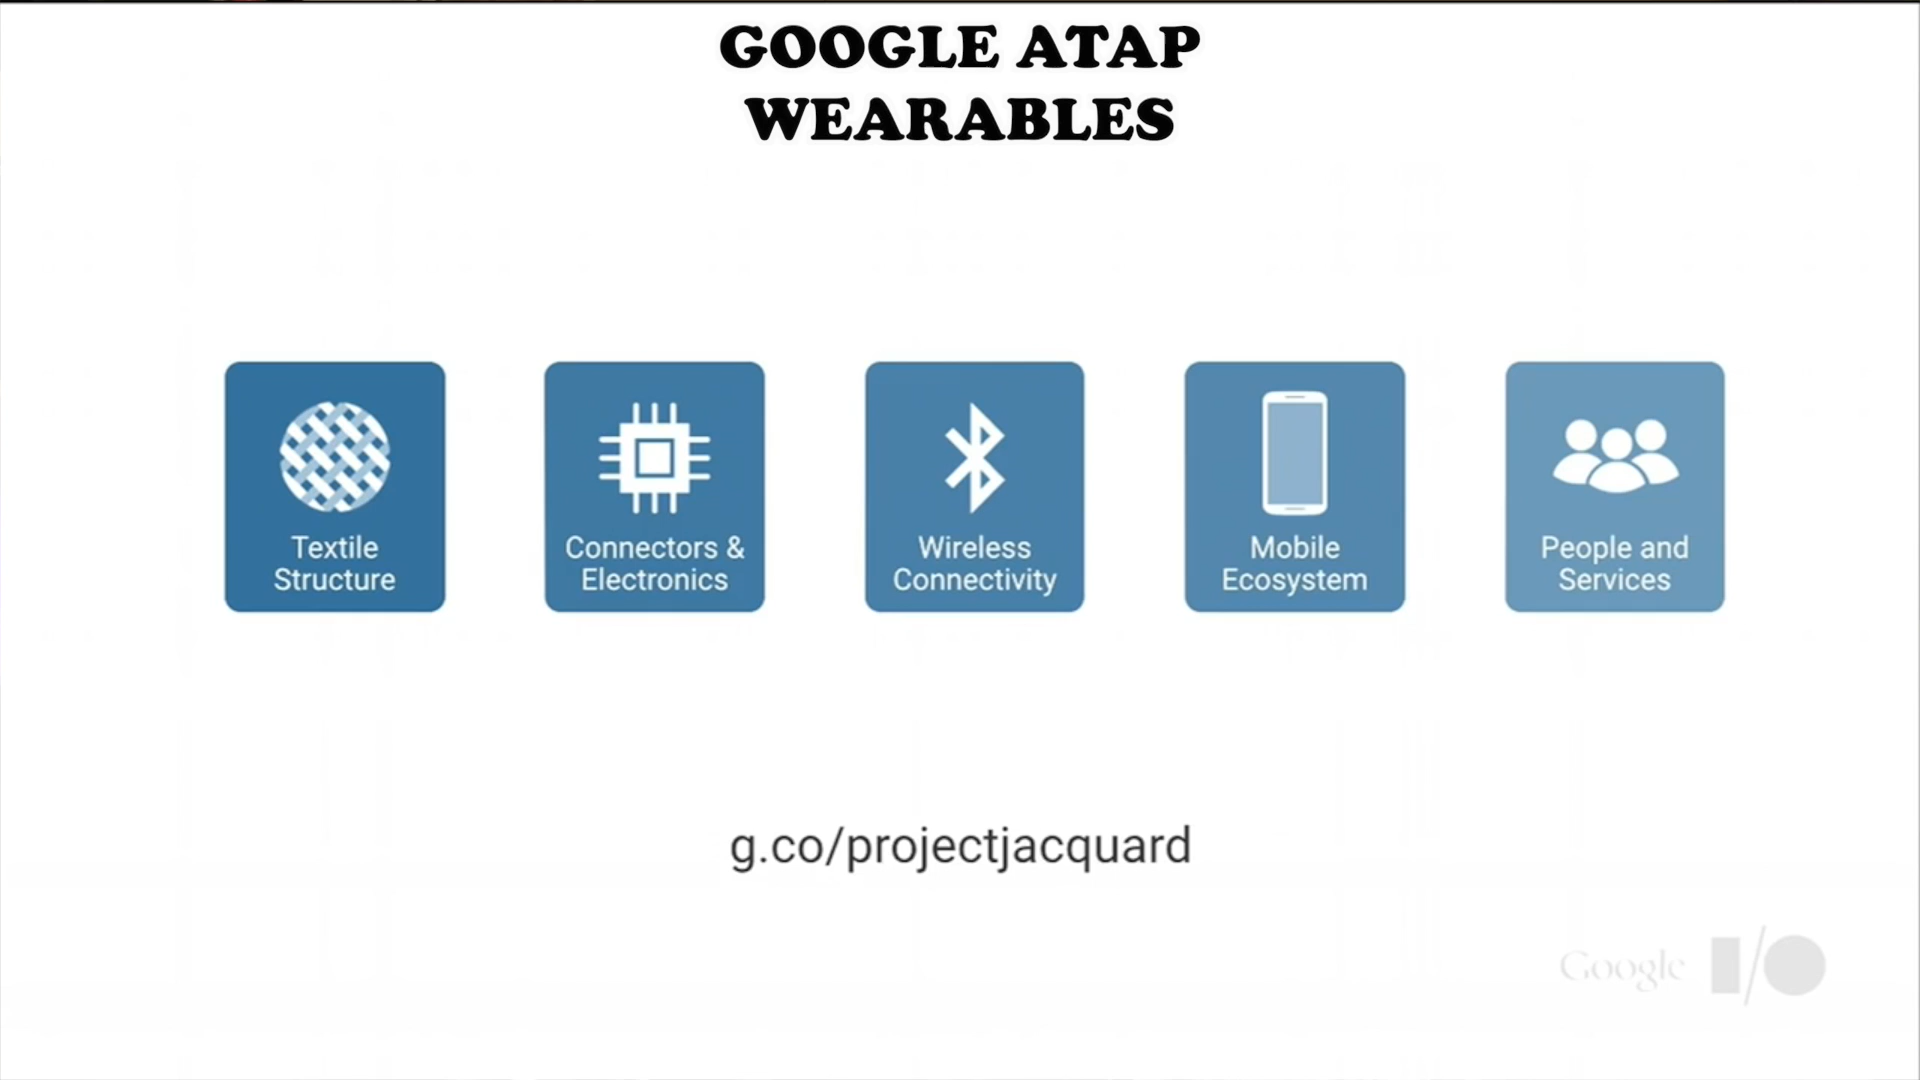 GOOGLE ATAP
WEARABLES
Textile
Structure
Connectors &
Electronics
Wireless
Connectivity
Mobile
Ecosystem
People and
Services
g.co/projectjacquard
Google I/O